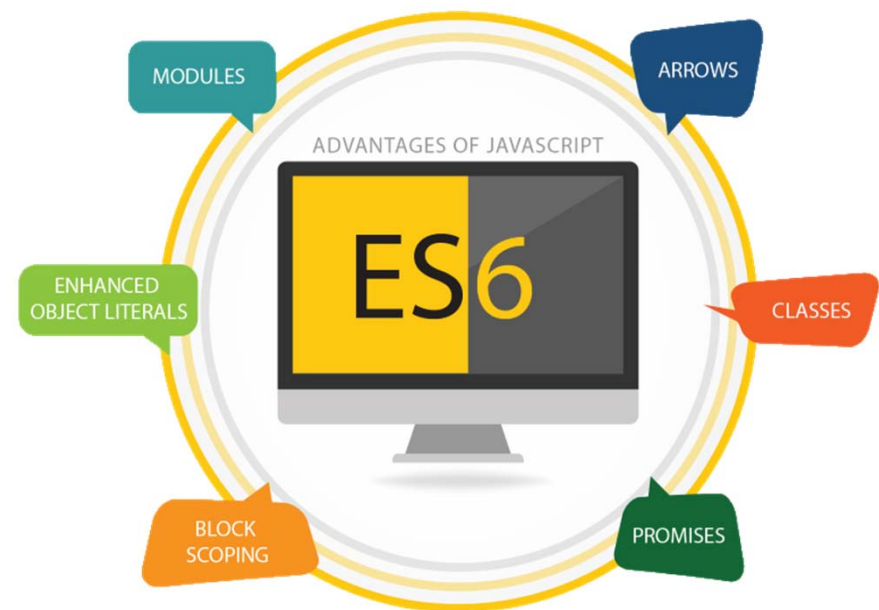 MODULES
ARROWS
ADVANTAGES OF JAVASCRIPT
ES6
ENHANCED
OBJECT LITERALS
CLASSES
BLOCK
SCOPING
PROMISES